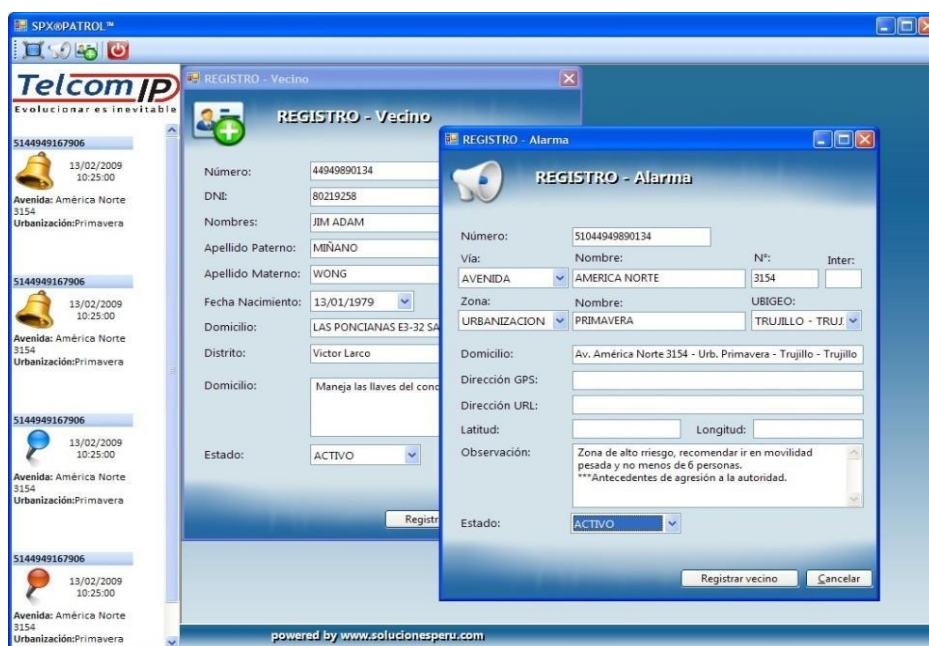 SPX®PATROL™
Telcom IP
Evolucionar es inevitable
5144949167906
13/02/2009
10:25:00
Avenida: América Norte
3154
Urbanización:Primavera
5144949167906
13/02/2009
10:25:00
Avenida: América Norte
3154
Urbanización:Primavera
5144949167906
13/02/2009
10:25:00
Avenida: América Norte
3154
Urbanización:Primavera
5144949167906
13/02/2009
10:25:00
Avenida: América Norte
3154
Urbanización:Primavera
REGISTRO - Vecino
REGISTRO - Vecino
Número: 44949890134
DNI: 80219258
Nombres: JIM ADAM
Apellido Paterno: MIÑANO
Apellido Materno: WONG
Fecha Nacimiento: 13/01/1979
Domicilio: LAS PONCIANAS E3-32 SA
Distrito: Victor Larco
Domicilio: Maneja las llaves del cond
Estado: ACTIVO
Registr
REGISTRO - Alarma
REGISTRO - Alarma
Número: 51044949890134
Vía: Nombre: N°: Inter:
AVENIDA AMERICA NORTE 3154
Zona: Nombre: UBIGEO:
URBANIZACION PRIMAVERA TRUJILLO - TRUJ
Domicilio: Av. América Norte 3154 - Urb. Primavera - Trujillo - Trujillo
Dirección GPS:
Dirección URL:
Latitud: Longitud:
Observación: Zona de alto rriesgo, recomendar ir en movilidad
pesada y no menos de 6 personas.
***Antecedentes de agresión a la autoridad.
Estado: ACTIVO
Registrar vecino Cancelar
powered by www.solucionesperu.com